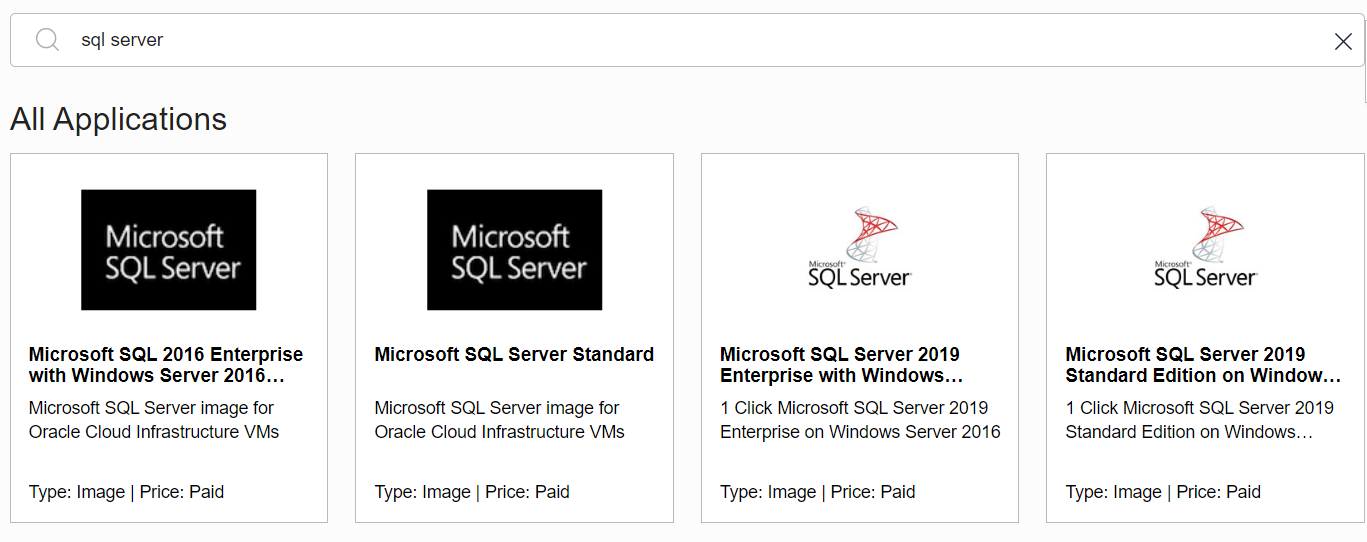 sql server
All Applications
Microsoft
SQL Server
Microsoft SQL 2016 Enterprise
with Windows Server 2016…
Microsoft SQL Server image for
Oracle Cloud Infrastructure VMs
Type: Image | Price: Paid
Microsoft
SQL Server
Microsoft SQL Server Standard
Microsoft SQL Server image for
Oracle Cloud Infrastructure VMs
Type: Image | Price: Paid
Microsoft®
SQL Server
Microsoft SQL Server 2019
Enterprise with Windows…
1 Click Microsoft SQL Server 2019
Enterprise on Windows Server 2016
Type: Image | Price: Paid
Microsoft®
SQL Server
Microsoft SQL Server 2019
Standard Edition on Window…
1 Click Microsoft SQL Server 2019
Standard Edition on Windows…
Type: Image | Price: Paid